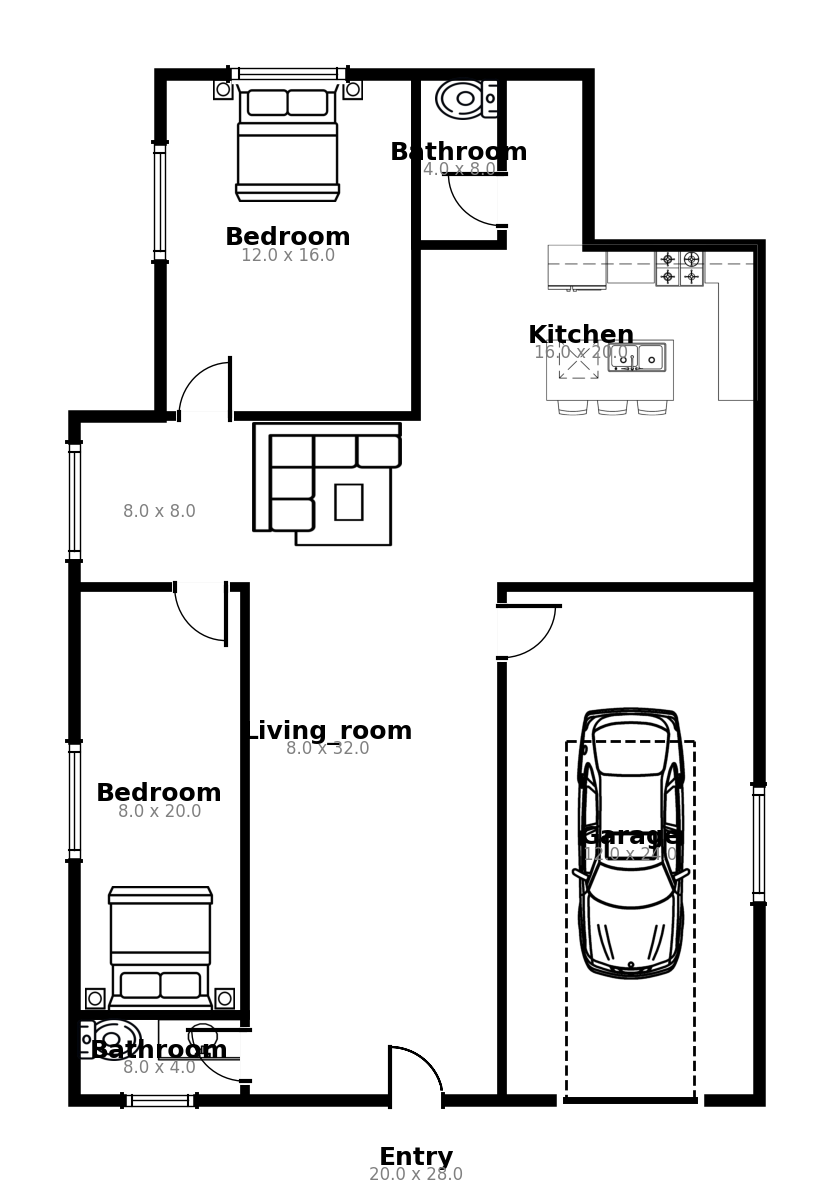 Bathroom
4.0 x 8.0
Bedroom
12.0 x 16.0
Kitchen
16.0 x 20.0
8.0 x 8.0
Living_room
8.0 x 32.0
Bedroom
8.0 x 20.0
Garage
12.0 x 24.0
Bathroom
8.0 x 4.0
Entry
20.0 x 28.0